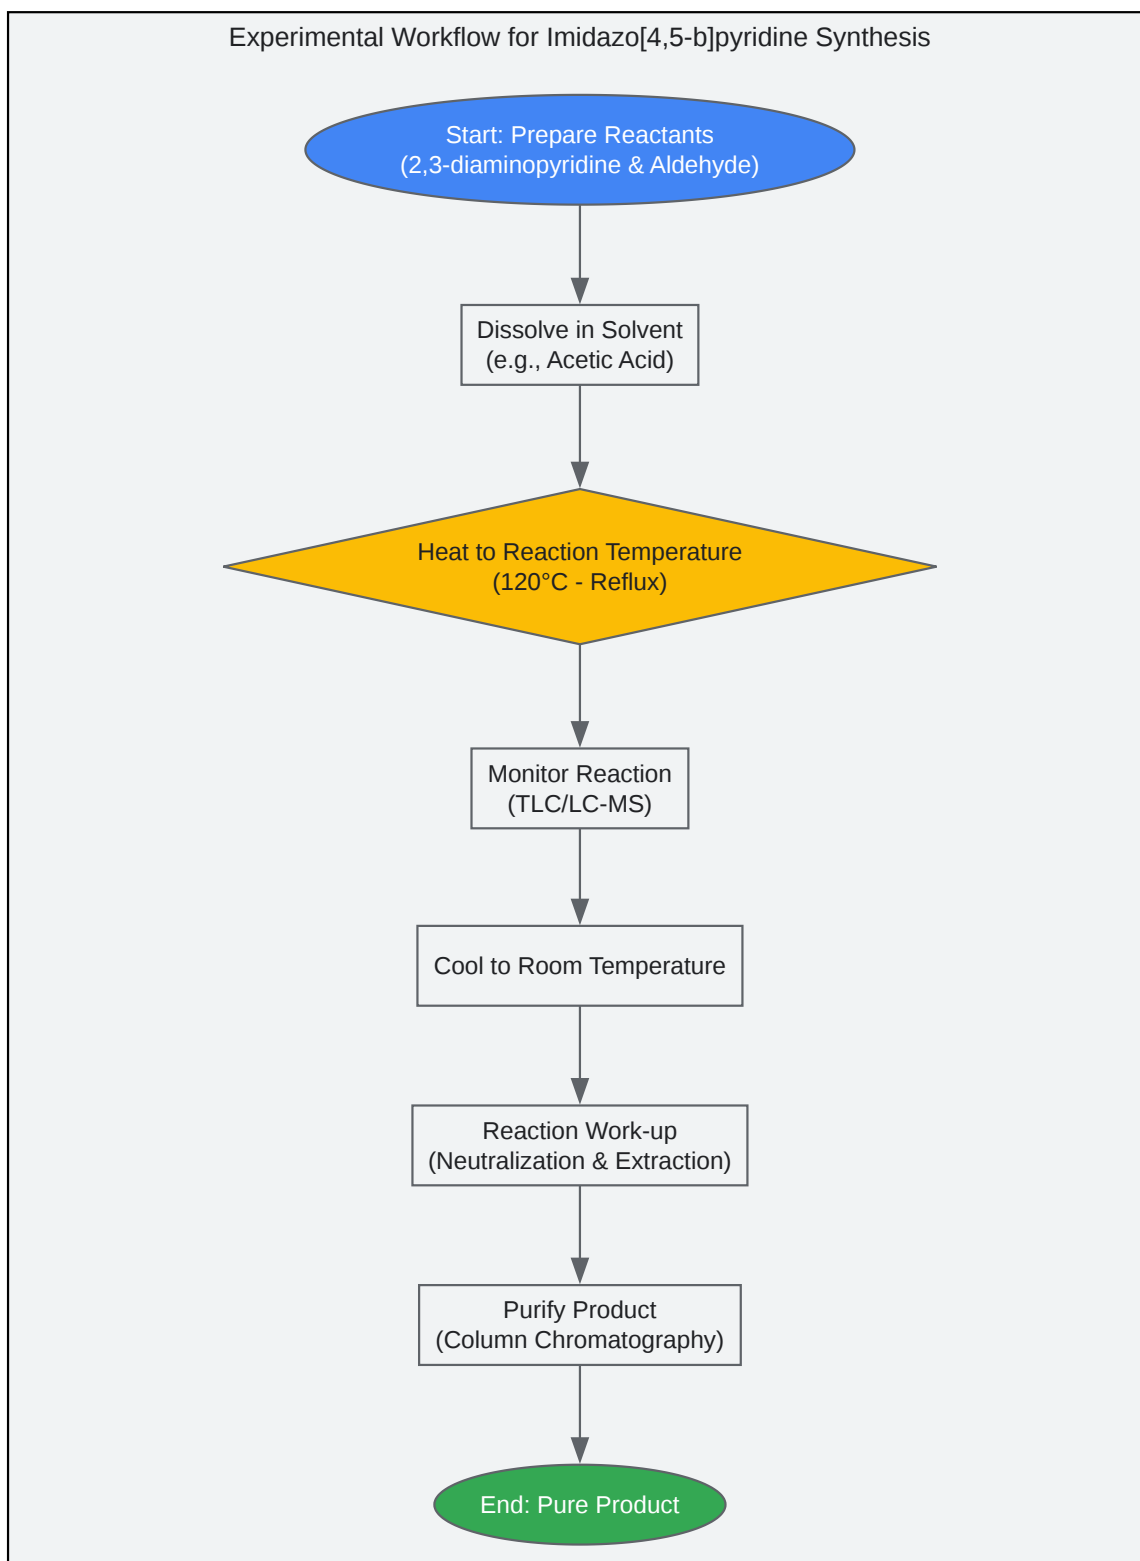 Experimental Workflow for Imidazo[4,5-b]pyridine Synthesis
Start: Prepare Reactants
(2,3-diaminopyridine & Aldehyde)
Dissolve in Solvent
(e.g., Acetic Acid)
Heat to Reaction Temperature
(120°C - Reflux)
Monitor Reaction
(TLC/LC-MS)
Cool to Room Temperature
Reaction Work-up
(Neutralization & Extraction)
Purify Product
(Column Chromatography)
End: Pure Product